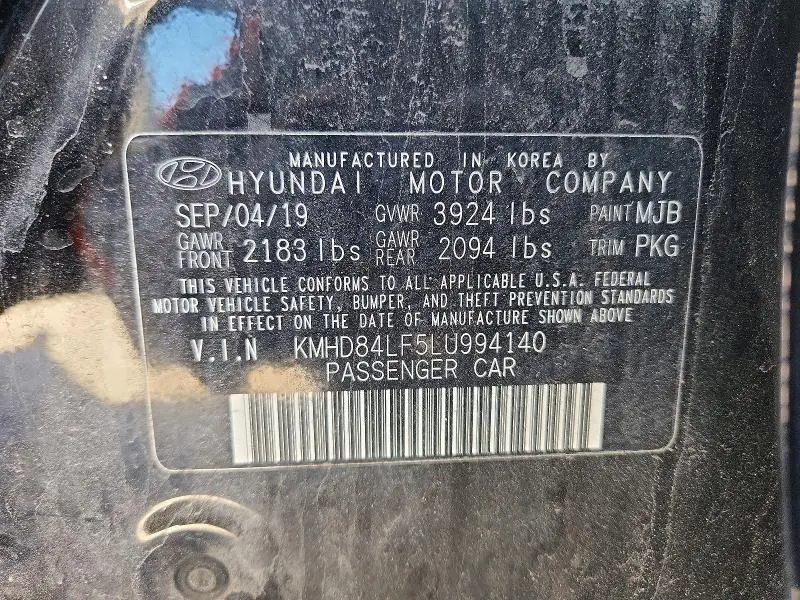 MANUFACTURED IN KOREA BY
HYUNDAI MOTOR COMPANY
SEP/04/19 GVWR 3924 lbs PAINT MJB
GAWR FRONT 2183 lbs GAWR REAR 2094 lbs TRIM PKG
THIS VEHICLE CONFORMS TO ALL APPLICABLE U.S.A. FEDERAL
MOTOR VEHICLE SAFETY, BUMPER, AND THEFT PREVENTION STANDARDS
IN EFFECT ON THE DATE OF MANUFACTURE SHOWN ABOVE
V.I.N KMHD84LF5LU994140
PASSENGER CAR